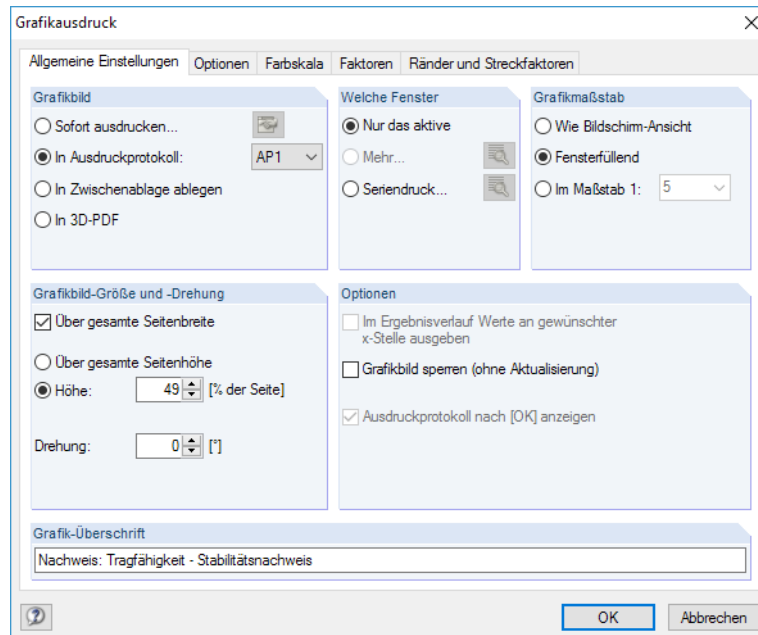 Grafikausdruck
Allgemeine Einstellungen Optionen Farbskala Faktoren Ränder und Streckfaktoren
Grafikbild
Sofort ausdrucken...
In Ausdruckprotokoll: AP1
In Zwischenablage ablegen
In 3D-PDF
Welche Fenster
Nur das aktive
Mehr...
Seriendruck...
Grafikmaßstab
Wie Bildschirm-Ansicht
Fensterfüllend
Im Maßstab 1: 5
Grafikbild-Größe und -Drehung
Über gesamte Seitenbreite
Über gesamte Seitenhöhe
Höhe: 49 [% der Seite]
Drehung: 0 [°]
Optionen
Im Ergebnisverlauf Werte an gewünschter
x-Stelle ausgeben
Grafikbild sperren (ohne Aktualisierung)
Ausdruckprotokoll nach [OK] anzeigen
Grafik-Überschrift
Nachweis: Tragfähigkeit - Stabilitätsnachweis
OK Abbrechen